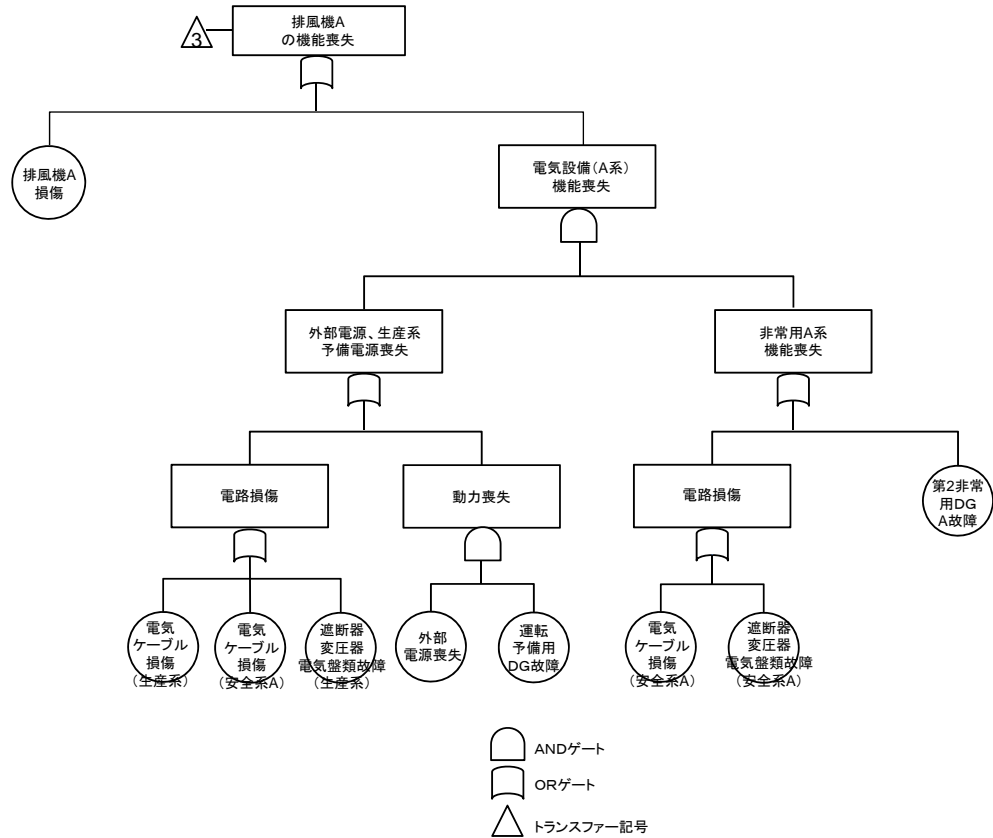 3
排風機A
の機能喪失
排風機A
損傷
電気設備(A系)
機能喪失
外部電源、生産系
予備電源喪失
非常用A系
機能喪失
電路損傷
動力喪失
電路損傷
第2非常
用DG
A故障
電気
ケーブル
損傷
(生産系)
電気
ケーブル
損傷
(安全系A)
遮断器
変圧器
電気盤類故障
(生産系)
外部
電源喪失
運転
予備用
DG故障
電気
ケーブル
損傷
(安全系A)
遮断器
変圧器
電気盤類故障
(安全系A)
ANDゲート
ORゲート
トランスファー記号